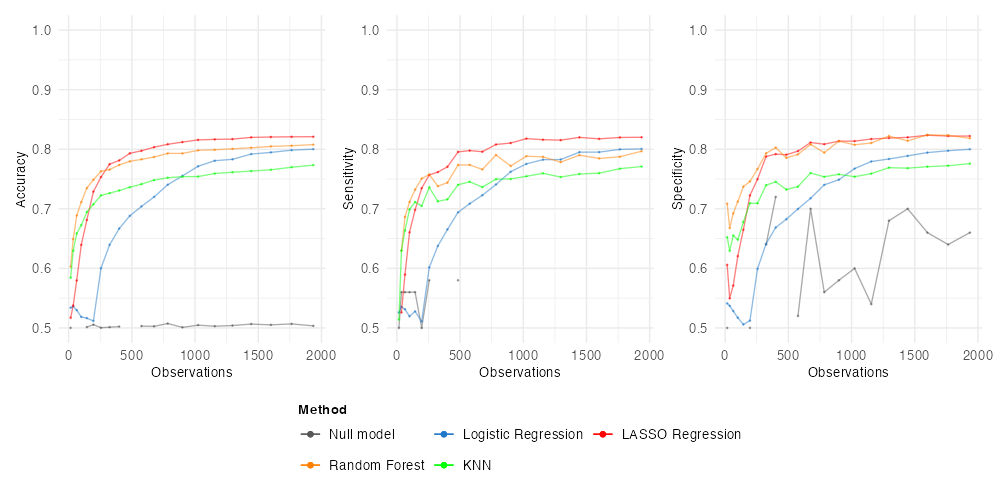 1.0
0.9
0.8
0.7
0.6
0.5
0 500 1000 1500 2000
Observations
Accuracy
1.0
0.9
0.8
0.7
0.6
0.5
0 500 1000 1500 2000
Observations
Sensitivity
1.0
0.9
0.8
0.7
0.6
0.5
0 500 1000 1500 2000
Observations
Specificity
Method
Null model Logistic Regression LASSO Regression
Random Forest KNN